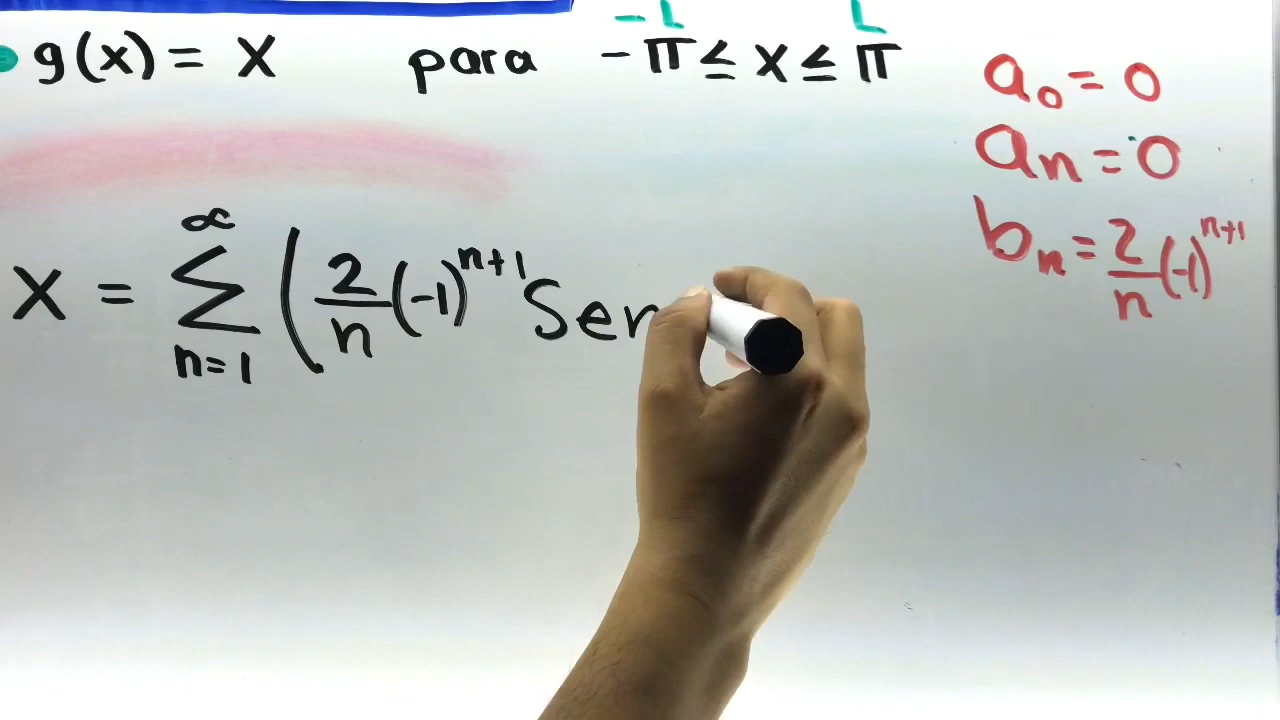 -L L
g(x) = X para -π ≤ x ≤ π
a₀ = 0
aₙ = 0
bₙ = 2/n (-1)ⁿ⁺¹
X = ∞ Σ n=1 ( 2/n (-1)ⁿ⁺¹ Sen